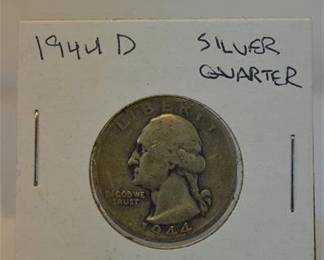 1944 D SILVER
QUARTER
LIBERTY
IN GOD WE
TRUST
1944